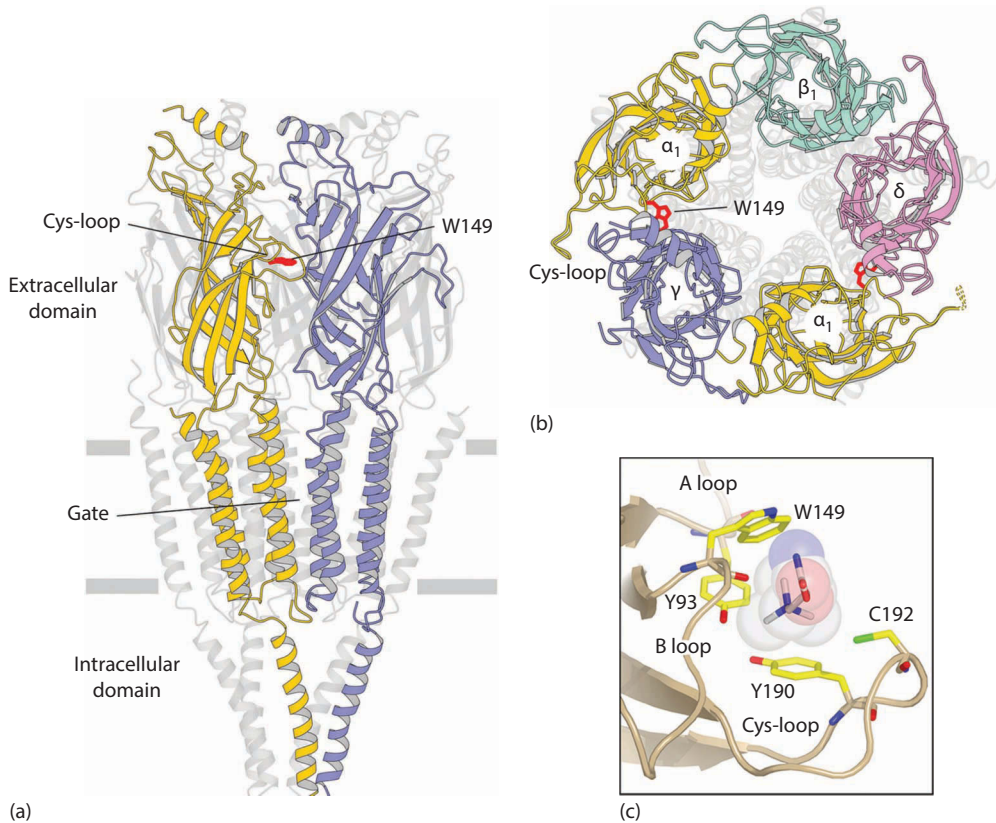 Cys-loop
W149
Extracellular
domain
Gate
Intracellular
domain
(a)
β1
α1
δ
W149
Cys-loop
γ
α1
(b)
A loop
W149
Y93
C192
B loop
Y190
Cys-loop
(c)